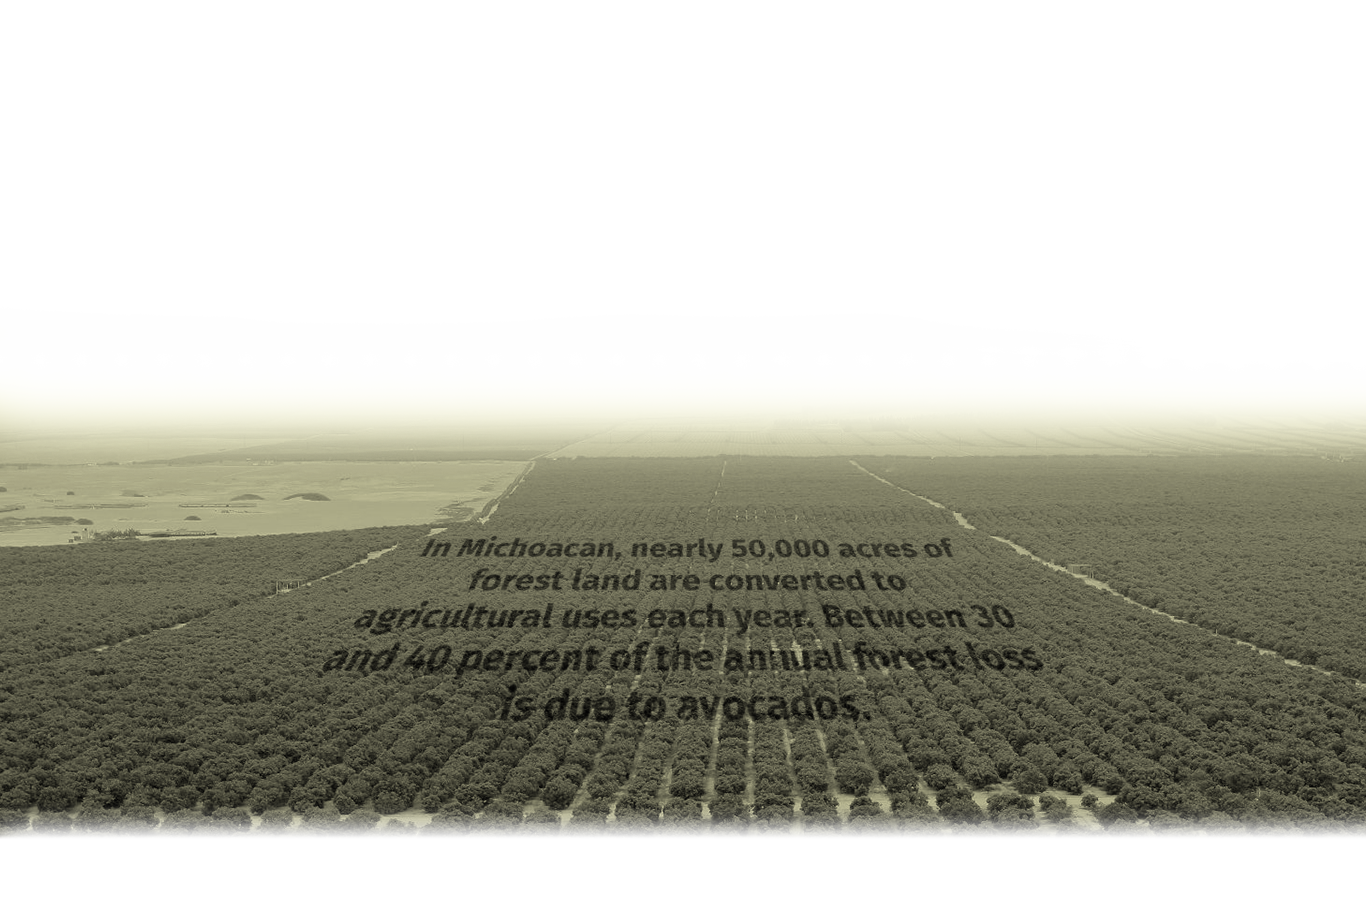 In Michoacan, nearly 50,000 acres of
forest land are converted to
agricultural uses each year. Between 30
and 40 percent of the annual forest loss
is due to avocados.